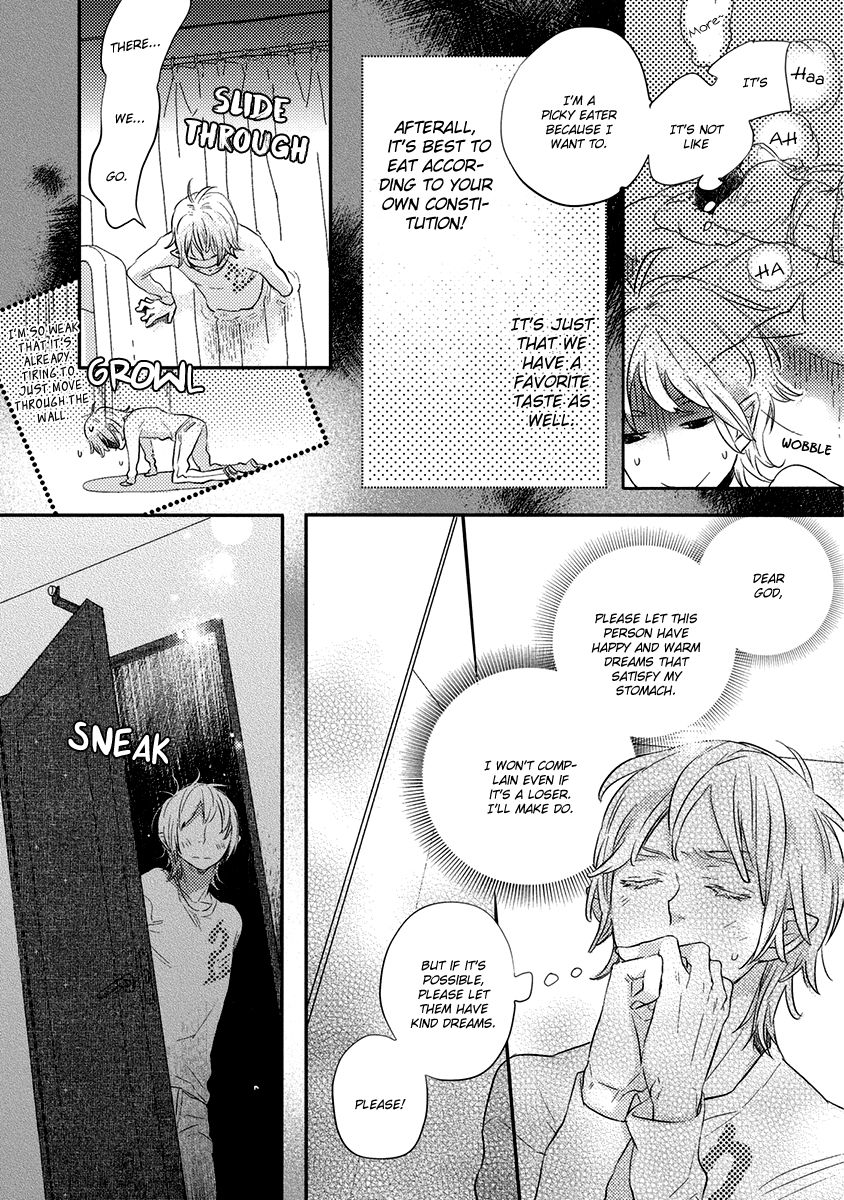 More~
Haa
AH
HA
IT'S
IT'S NOT
LIKE
I'M A
PICKY EATER
BECAUSE I
WANT TO.
WOBBLE
AFTERALL,
IT'S BEST TO
EAT ACCOR-
DING TO YOUR
OWN CONSTI-
TUTION!
IT'S JUST
THAT WE
HAVE A
FAVORITE
TASTE AS
WELL.
THERE...
WE...
GO.
SLIDE
THROUGH
I'M SO WEAK
THAT IT'S
ALREADY
TIRING TO
JUST MOVE
THROUGH THE
WALL.
GROWL
DEAR
GOD,
PLEASE LET THIS
PERSON HAVE
HAPPY AND WARM
DREAMS THAT
SATISFY MY
STOMACH.
I WON'T COMP-
LAIN EVEN IF
IT'S A LOSER.
I'LL MAKE DO.
BUT IF IT'S
POSSIBLE,
PLEASE LET
THEM HAVE
KIND DREAMS.
PLEASE!
SNEAK